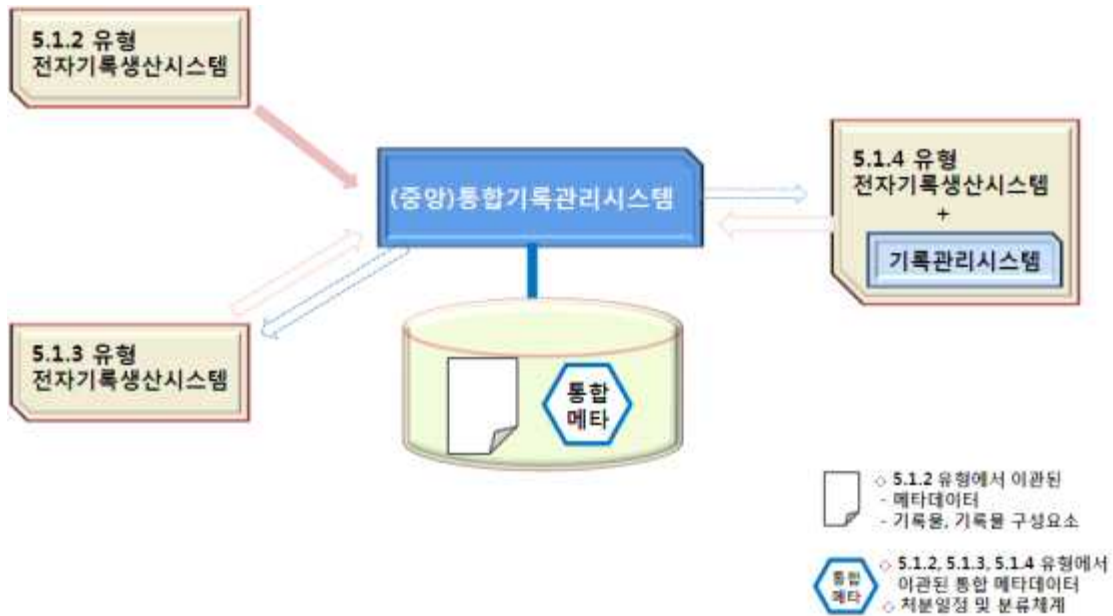 5.1.2 유형
전자기록생산시스템
(중앙)통합기록관리시스템
5.1.4 유형
전자기록생산시스템
+
기록관리시스템
5.1.3 유형
전자기록생산시스템
통합
메타
◇ 5.1.2 유형에서 이관된
- 메타데이터
- 기록물, 기록물 구성요소
통합
메타
◇ 5.1.2, 5.1.3, 5.1.4 유형에서
이관된 통합 메타데이터
◇ 처분일정 및 분류체계